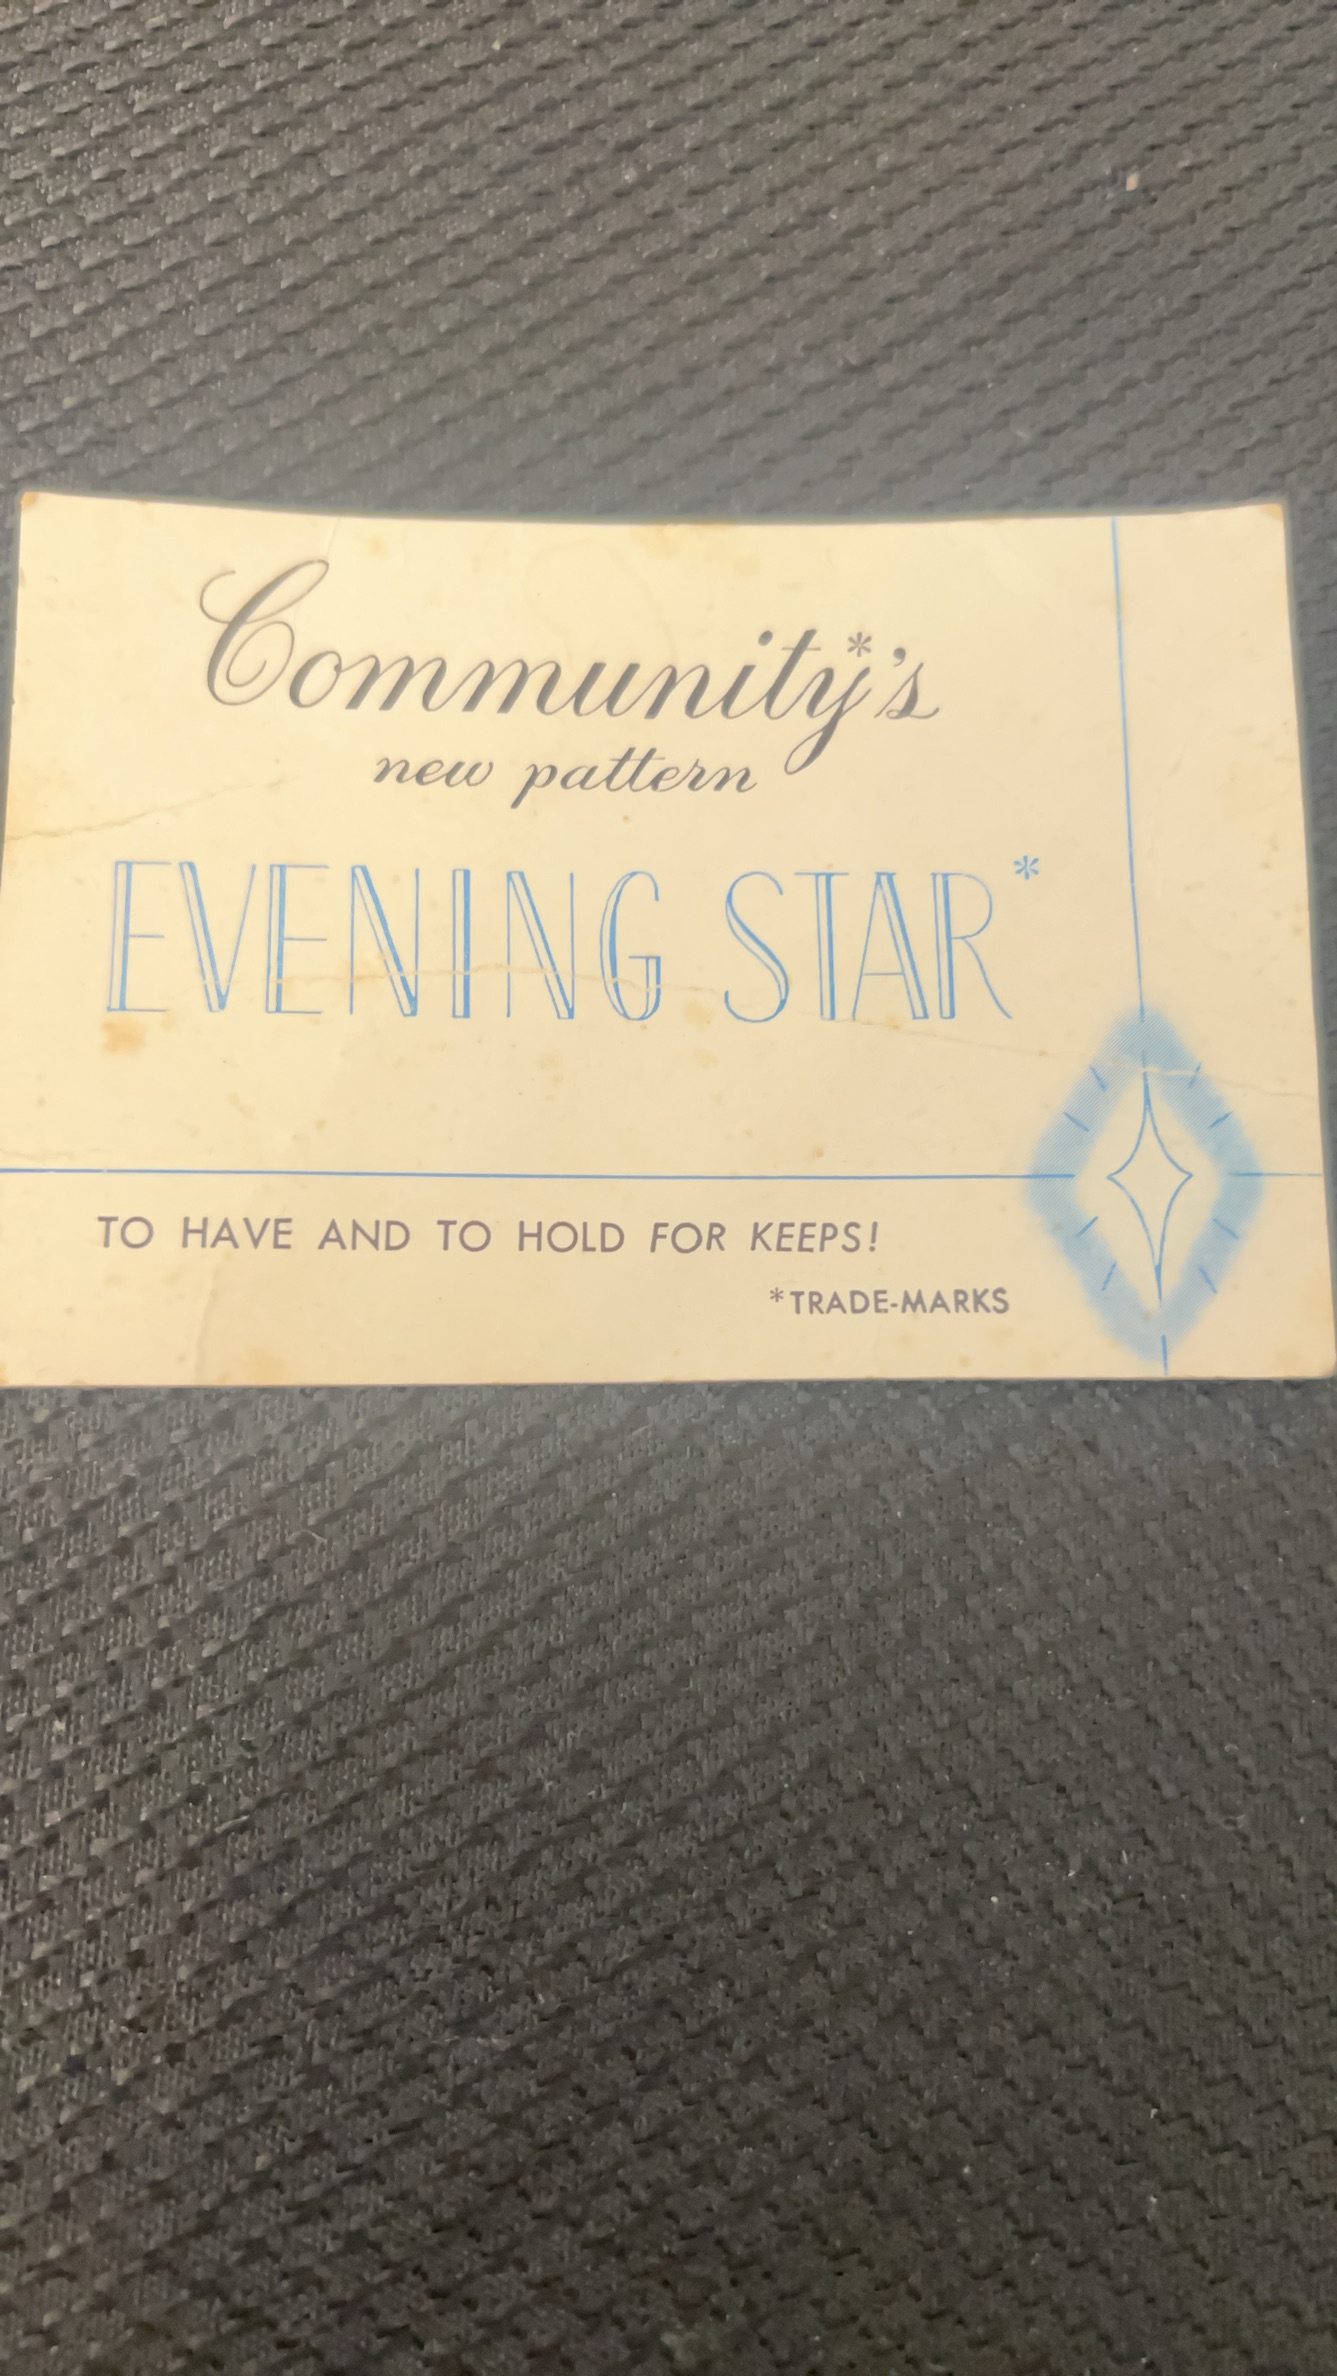 Community*'s
new pattern
EVENING STAR*
TO HAVE AND TO HOLD FOR KEEPS!
*TRADE-MARKS